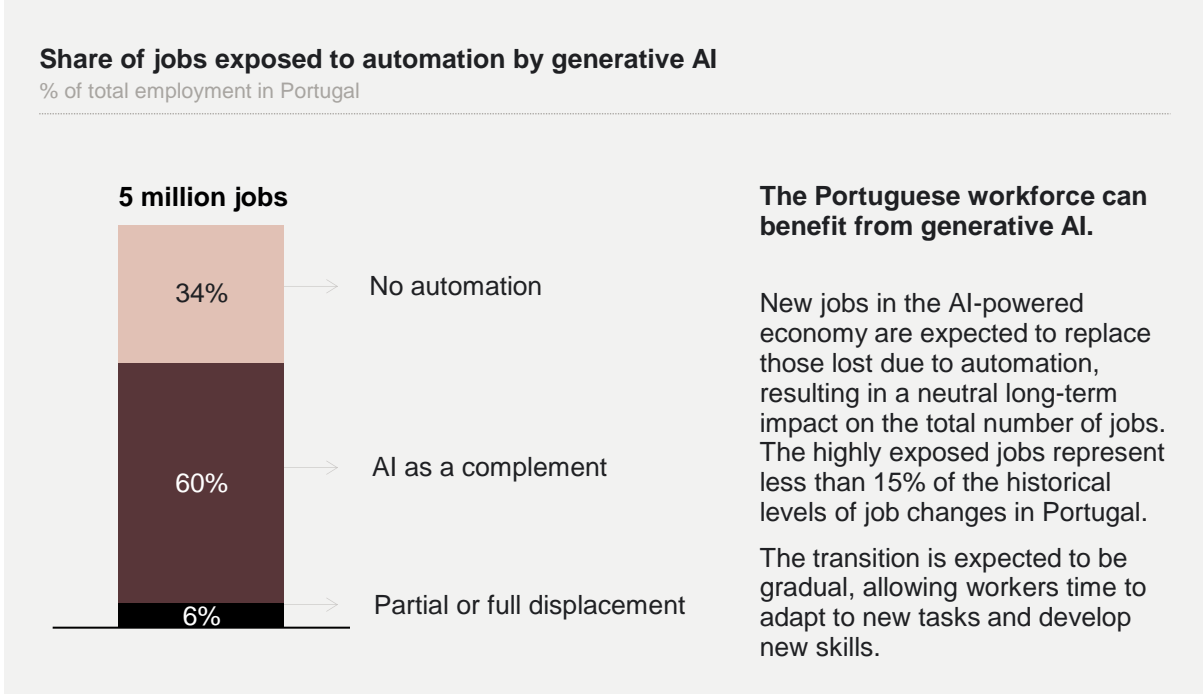 Share of jobs exposed to automation by generative AI
% of total employment in Portugal
5 million jobs
34%
No automation
60%
AI as a complement
6%
Partial or full displacement
The Portuguese workforce can
benefit from generative AI.
New jobs in the AI-powered
economy are expected to replace
those lost due to automation,
resulting in a neutral long-term
impact on the total number of jobs.
The highly exposed jobs represent
less than 15% of the historical
levels of job changes in Portugal.
The transition is expected to be
gradual, allowing workers time to
adapt to new tasks and develop
new skills.